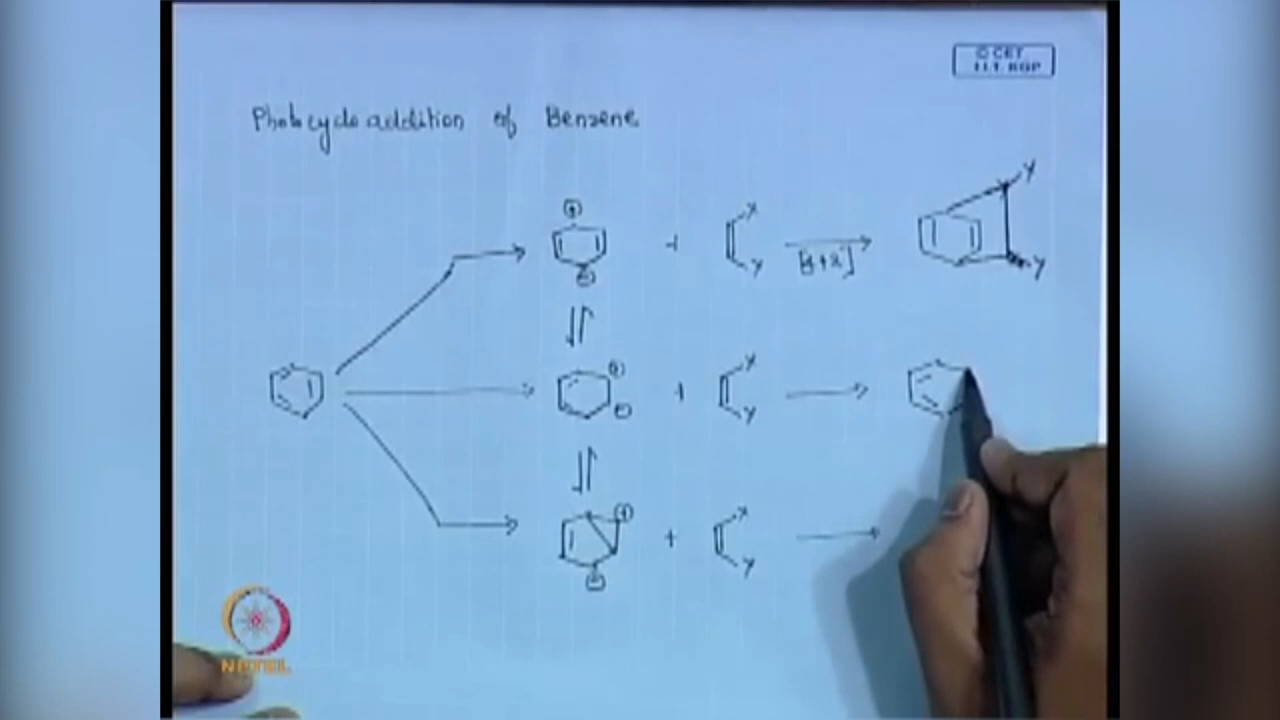 © CET
I.I.T. KGP
Photocycloaddition of Benzene
+ X Y [4+2] Y Y
+ X Y
+ X Y
NPTEL